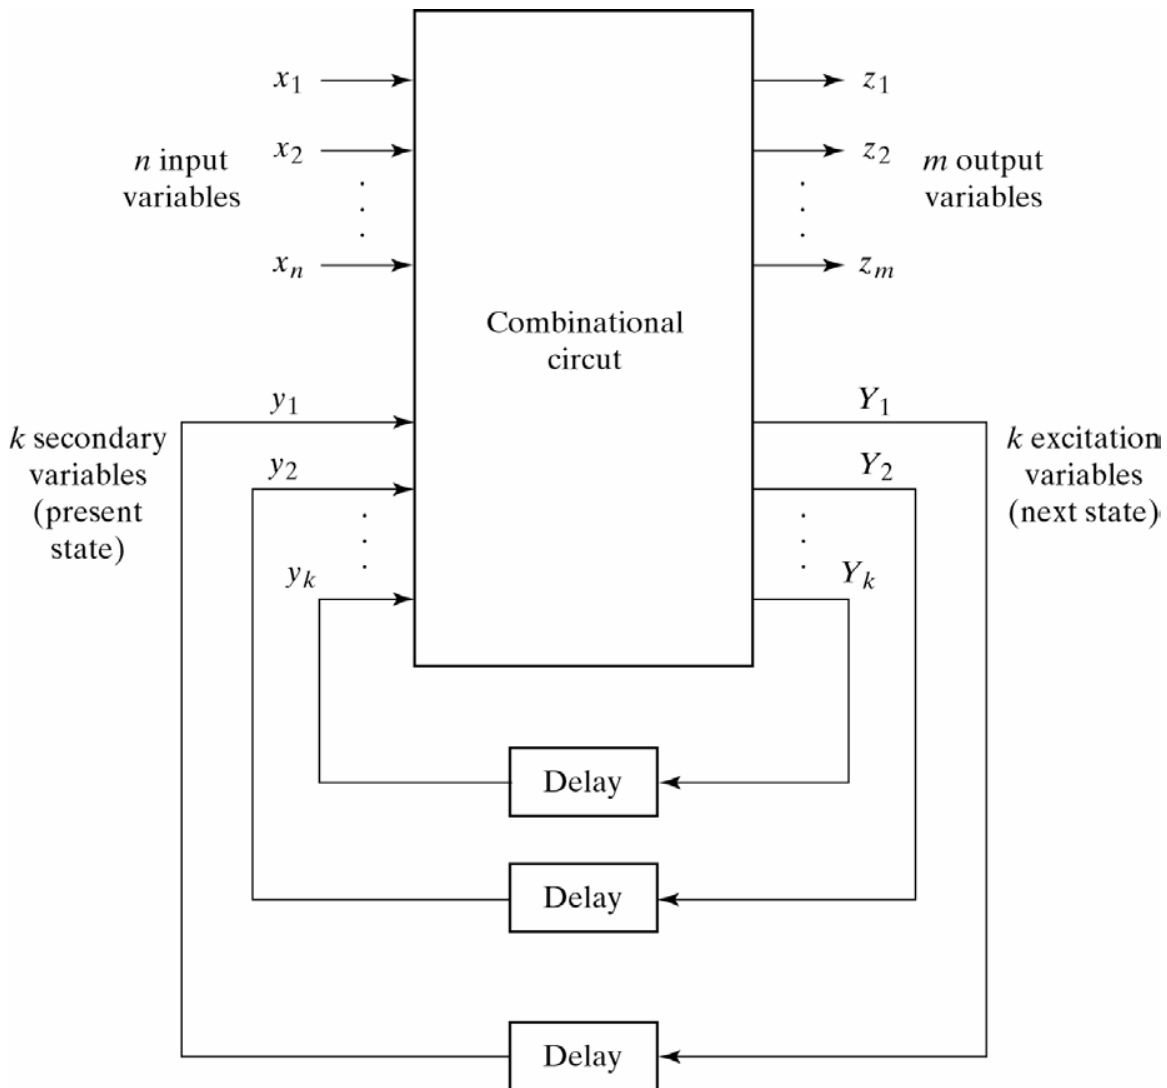 x1
z1
n input
variables
x2
z2
m output
variables
xn
zm
Combinational
circut
k secondary
variables
(present
state)
y1
Y1
k excitation
variables
(next state)
y2
Y2
yk
Yk
Delay
Delay
Delay